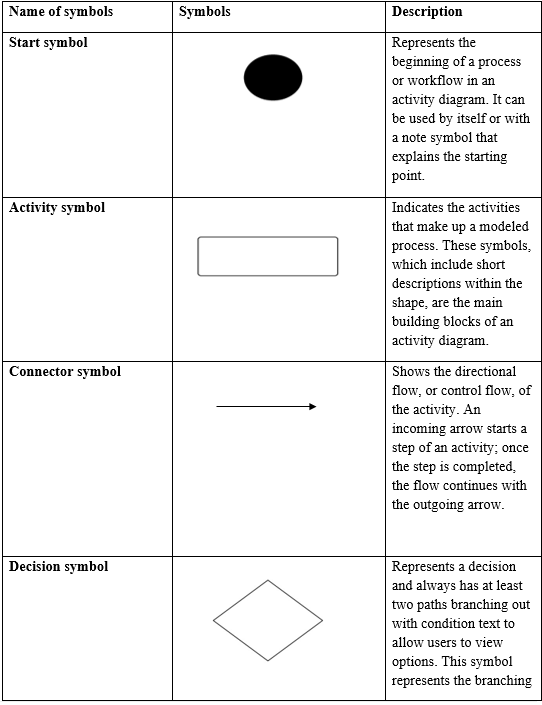 Name of symbols
Symbols
Description
Start symbol
Represents the
beginning of a process
or workflow in an
activity diagram. It can
be used by itself or with
a note symbol that
explains the starting
point.
Activity symbol
Indicates the activities
that make up a modeled
process. These symbols,
which include short
descriptions within the
shape, are the main
building blocks of an
activity diagram.
Connector symbol
Shows the directional
flow, or control flow, of
the activity. An
incoming arrow starts a
step of an activity; once
the step is completed,
the flow continues with
the outgoing arrow.
Decision symbol
Represents a decision
and always has at least
two paths branching out
with condition text to
allow users to view
options. This symbol
represents the branching